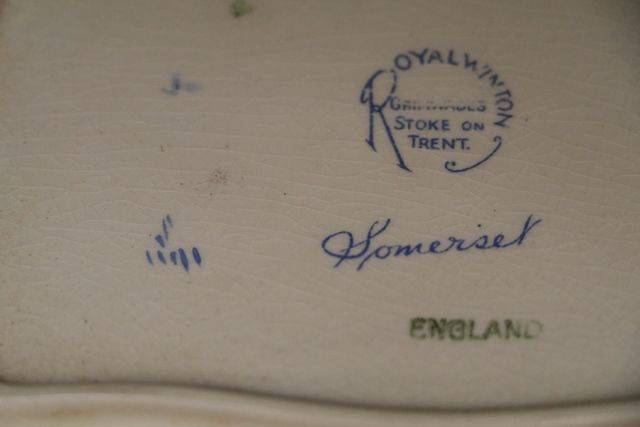 ROYAL WINTON
GRIMWADES
STOKE ON
TRENT.
Somerset
ENGLAND